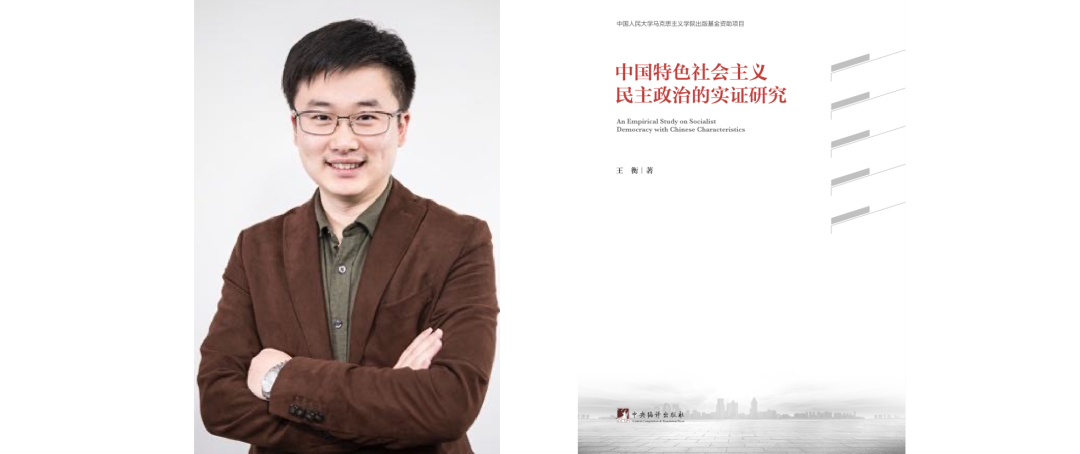 中国人民大学马克思主义学院出版基金资助项目
中国特色社会主义
民主政治的实证研究
An Empirical Study on Socialist
Democracy with Chinese Characteristics
王 衡 | 著
中央编译出版社
Central Compilation & Translation Press